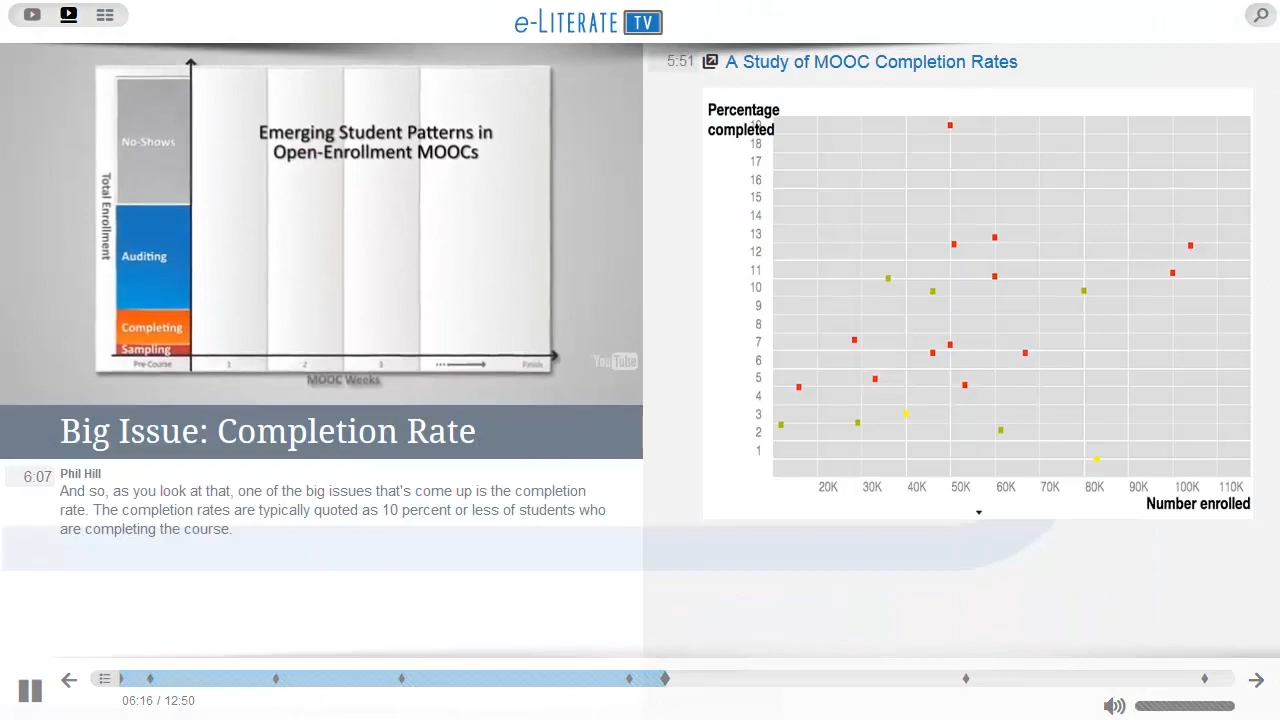 e-LITERATE TV
Emerging Student Patterns in
Open-Enrollment MOOCs
Total Enrollment
No-Shows
Auditing
Completing
Sampling
Pre-Course
1
2
3
Finish
MOOC Weeks
YouTube
Big Issue: Completion Rate
6:07
Phil Hill
And so, as you look at that, one of the big issues that's come up is the completion
rate. The completion rates are typically quoted as 10 percent or less of students who
are completing the course.
5:51
A Study of MOOC Completion Rates
Percentage
completed
19
18
17
16
15
14
13
12
11
10
9
8
7
6
5
4
3
2
1
20K 30K 40K 50K 60K 70K 80K 90K 100K 110K
Number enrolled
06:16 / 12:50